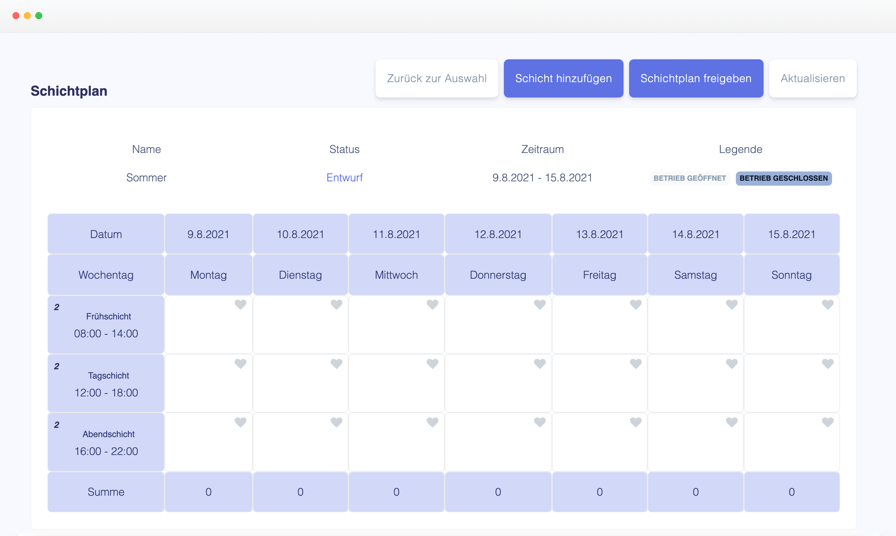 Schichtplan
Zurück zur Auswahl
Schicht hinzufügen
Schichtplan freigeben
Aktualisieren
Name Status Zeitraum Legende
Sommer Entwurf 9.8.2021 - 15.8.2021 BETRIEB GEÖFFNET BETRIEB GESCHLOSSEN
Datum 9.8.2021 10.8.2021 11.8.2021 12.8.2021 13.8.2021 14.8.2021 15.8.2021
Wochentag Montag Dienstag Mittwoch Donnerstag Freitag Samstag Sonntag
2
Frühschicht
08:00 - 14:00
2
Tagschicht
12:00 - 18:00
2
Abendschicht
16:00 - 22:00
Summe 0 0 0 0 0 0 0